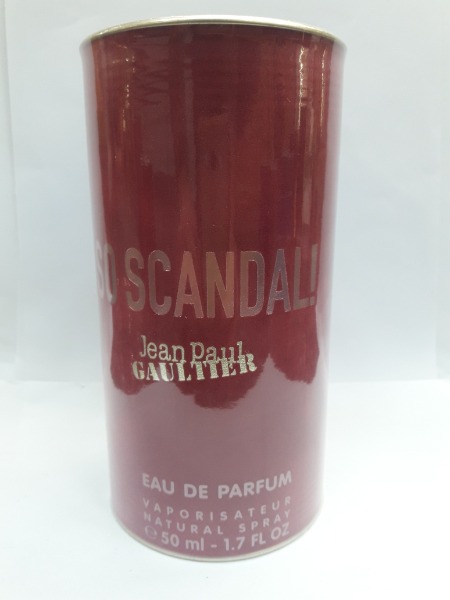 SO SCANDAL!
Jean Paul
GAULTIER
EAU DE PARFUM
VAPORISATEUR
NATURAL SPRAY
℮ 50 ml - 1.7 FL OZ